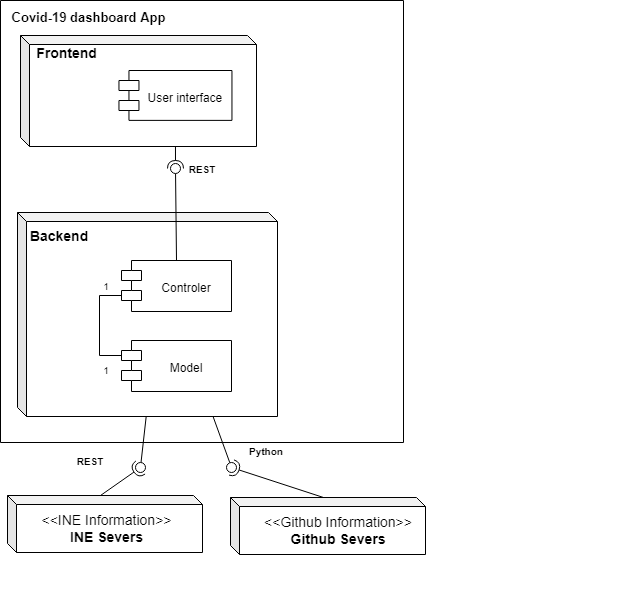 Covid-19 dashboard App
Frontend
User interface
REST
Backend
1
Controler
1
Model
REST
Python
<<INE Information>>
INE Severs
<<Github Information>>
Github Severs